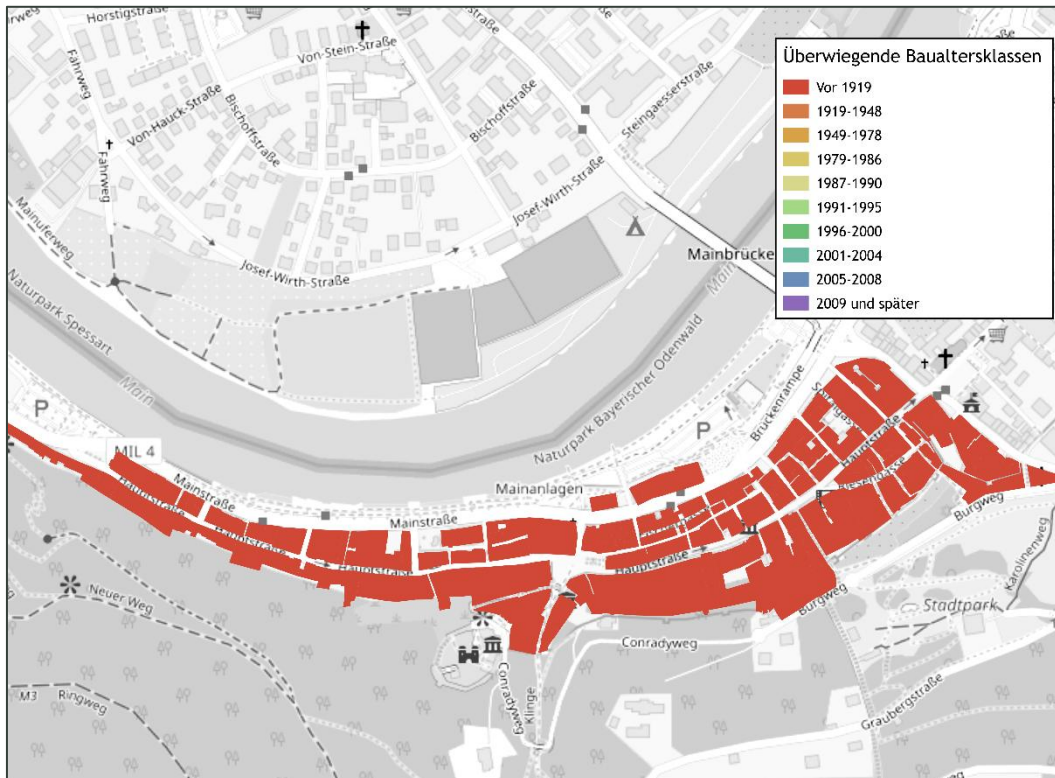 Überwiegende Baualtersklassen
Vor 1919
1919-1948
1949-1978
1979-1986
1987-1990
1991-1995
1996-2000
2001-2004
2005-2008
2009 und später
Horstigstraße
Fahrweg
Von-Stein-Straße
Von-Hauck-Straße
Bischoffstraße
Bischoffstraße
Steingaesserstraße
Fahrweg
Josef-Wirth-Straße
Mainuferweg
Josef-Wirth-Straße
Mainbrücke
Main
Naturpark Spessart
Main
Naturpark Bayerischer Odenwald
Brückenrampe
P
P
MIL 4
Mainanlagen
Mainstraße
Mainstraße
Hauptstraße
Hauptstraße
Hauptstraße
Hauptstraße
Hauptstraße
Burgweg
Burgweg
Karolinenweg
Stadtpark
Neuer Weg
Conradyweg
Conradyweg
Klinge
Graubergstraße
M3
Ringweg